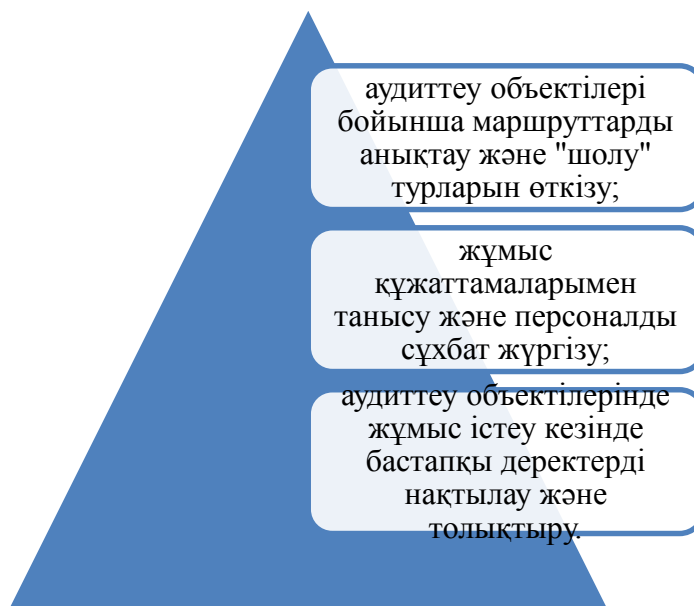 аудиттеу объектілері
бойынша маршруттарды
анықтау және "шолу"
турларын өткізу;
жұмыс
құжаттамаларымен
танысу және персоналды
сұхбат жүргізу;
аудиттеу объектілерінде
жұмыс істеу кезінде
бастапқы деректерді
нақтылау және
толықтыру.